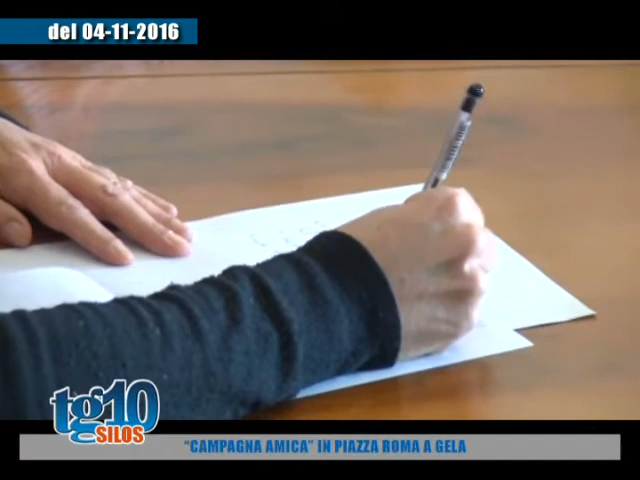 del 04-11-2016
tg10
SILOS
“CAMPAGNA AMICA” IN PIAZZA ROMA A GELA